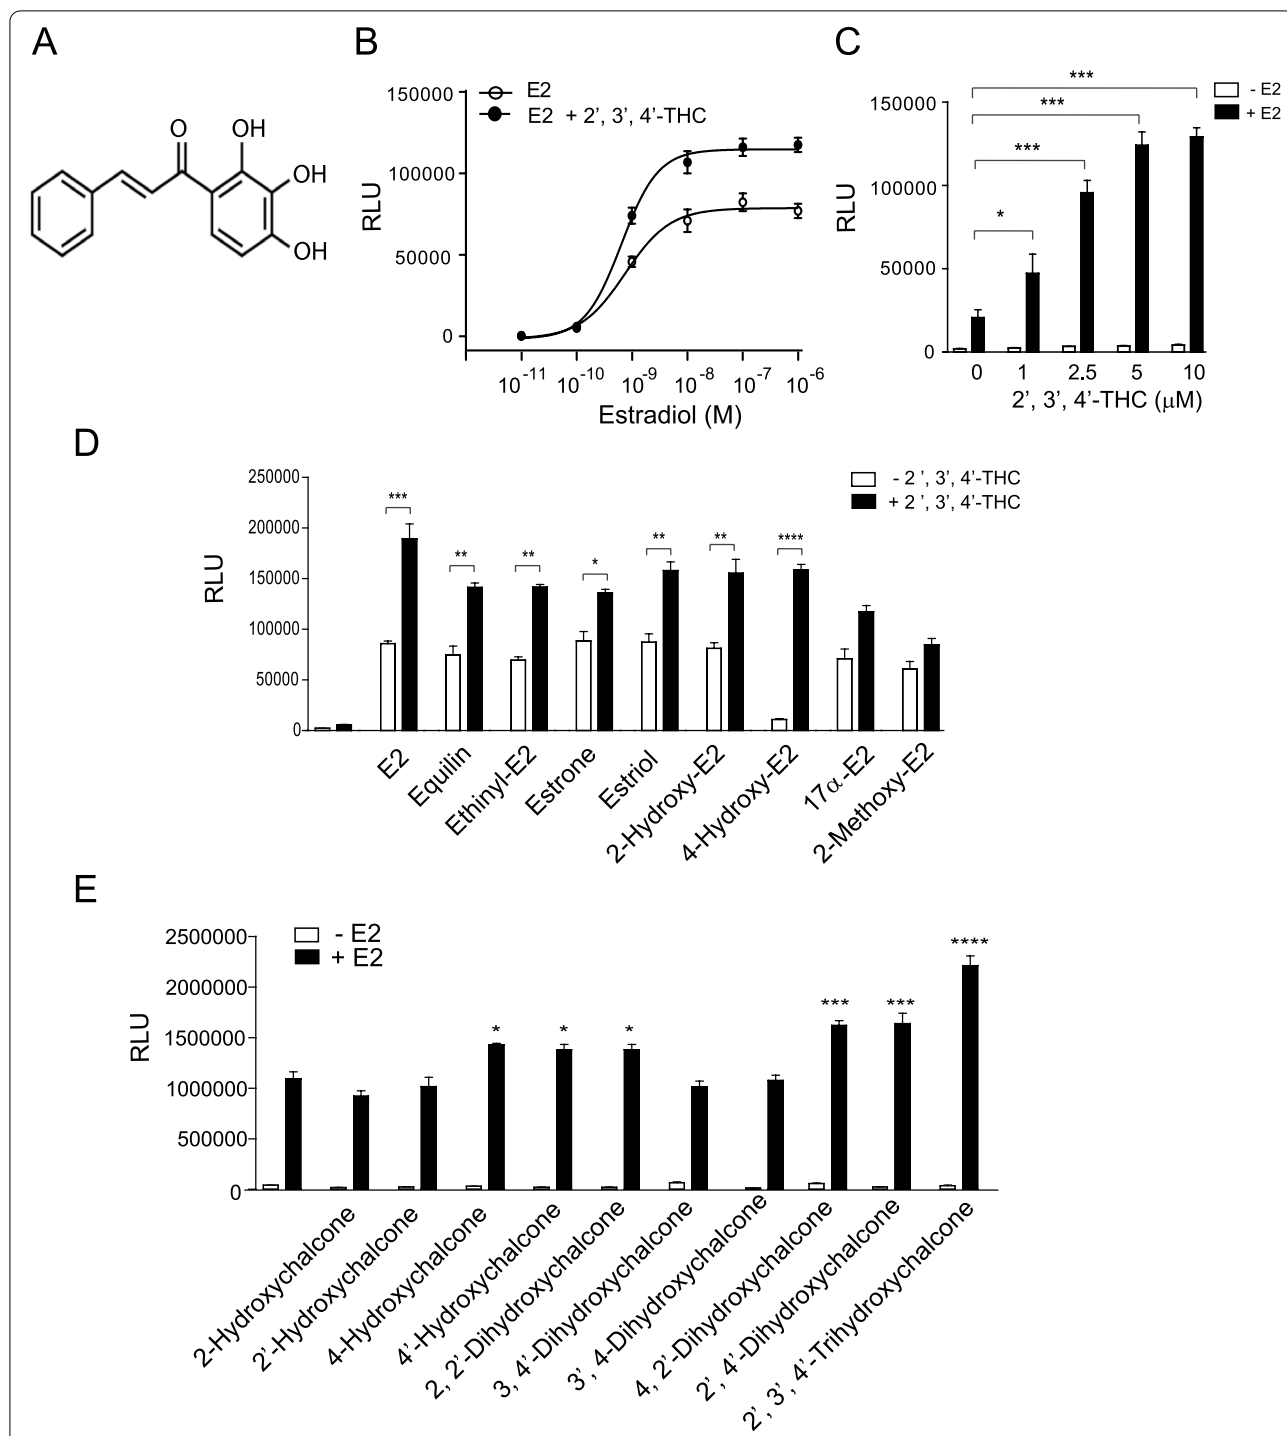 A
O
OH
OH
OH
B
E2
E2 + 2’, 3’, 4’-THC
150000
100000
50000
0
RLU
10-11
10-10
10-9
10-8
10-7
10-6
Estradiol (M)
C
- E2
+ E2
***
***
***
*
150000
100000
50000
0
RLU
0
1
2.5
5
10
2’, 3’, 4’-THC (μM)
D
- 2 ’, 3’, 4’-THC
+ 2 ’, 3’, 4’-THC
250000
200000
150000
100000
50000
0
RLU
***
**
**
*
**
**
****
E2
Equilin
Ethinyl-E2
Estrone
Estriol
2-Hydroxy-E2
4-Hydroxy-E2
17α-E2
2-Methoxy-E2
E
- E2
+ E2
2500000
2000000
1500000
1000000
500000
0
RLU
*
*
*
***
***
****
2-Hydroxychalcone
2’-Hydroxychalcone
4-Hydroxychalcone
4’-Hydroxychalcone
2, 2’-Dihydroxychalcone
3, 4’-Dihydroxychalcone
3’, 4-Dihydroxychalcone
4, 2’-Dihydroxychalcone
2’, 4’-Dihydroxychalcone
2’, 3’, 4’-Trihydroxychalcone